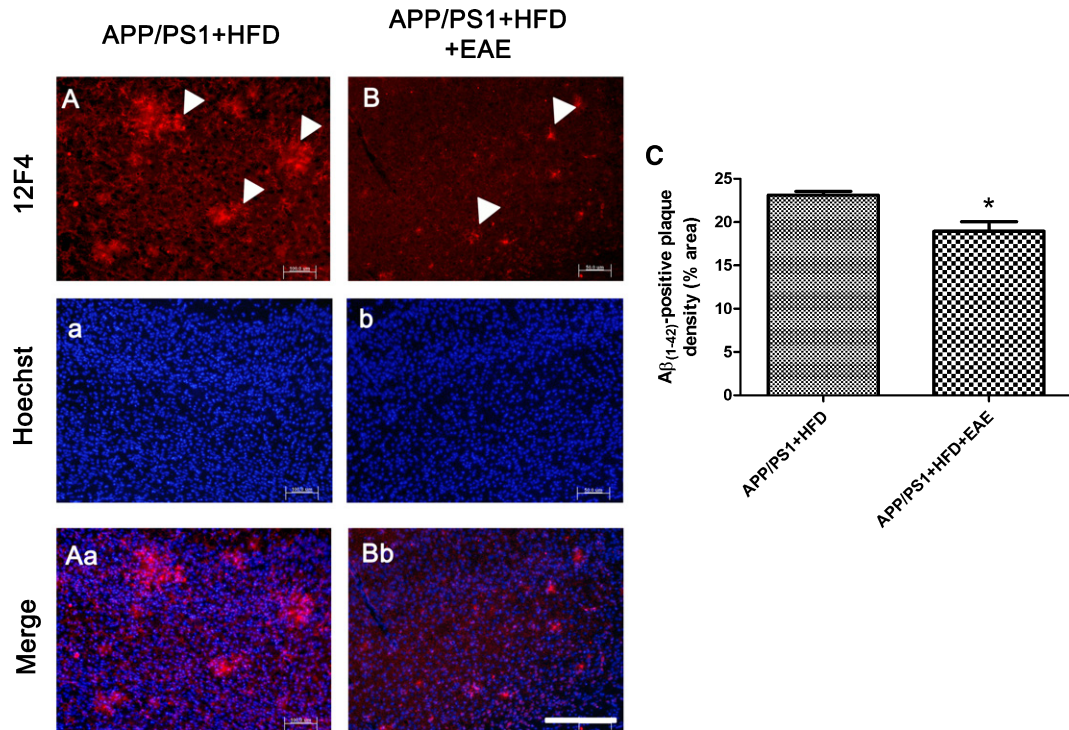 APP/PS1+HFD
APP/PS1+HFD
+EAE
12F4
A
B
Hoechst
a
b
Merge
Aa
Bb
C
Aβ(1-42)-positive plaque
density (% area)
25
20
15
10
5
0
*
APP/PS1+HFD
APP/PS1+HFD+EAE